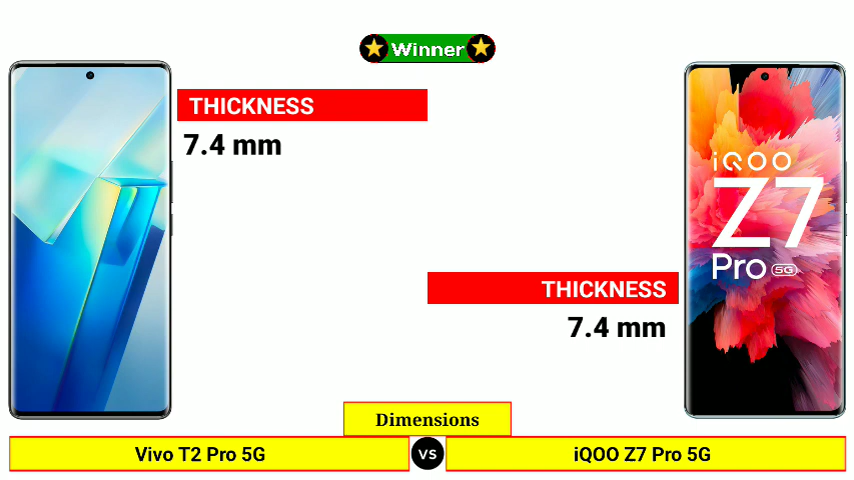 Winner
THICKNESS
7.4 mm
iQOO
Z7
Pro 5G
THICKNESS
7.4 mm
Dimensions
Vivo T2 Pro 5G
VS
iQOO Z7 Pro 5G